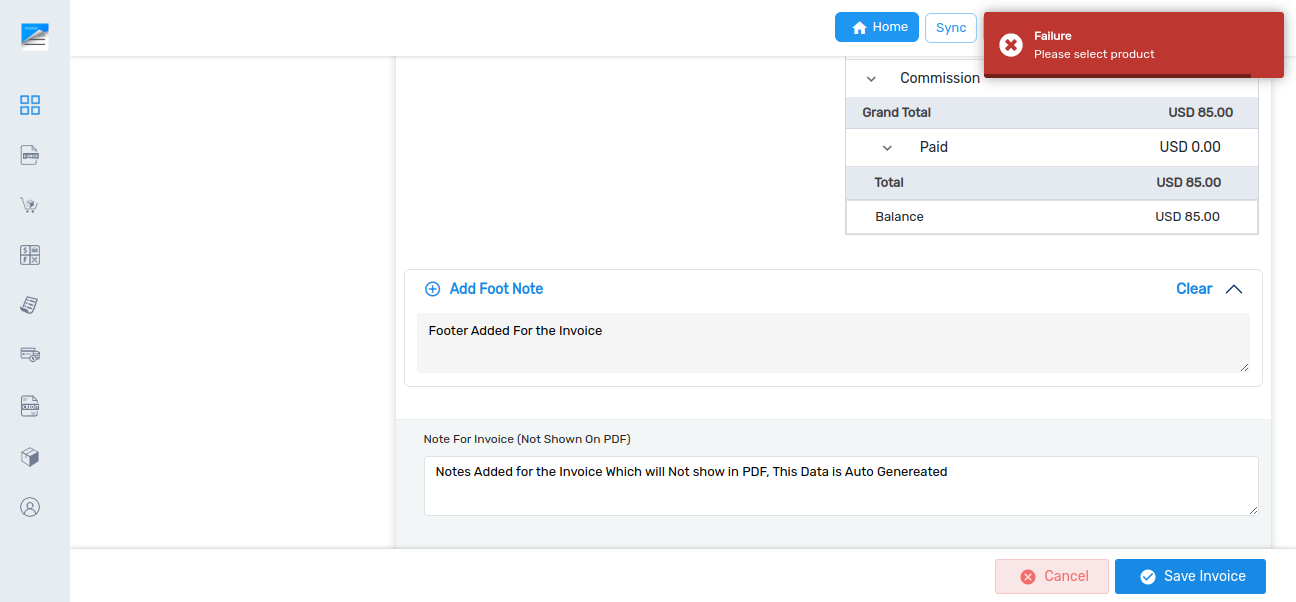 Home
Sync
Failure
Please select product
Commission
Grand Total USD 85.00
Paid USD 0.00
Total USD 85.00
Balance USD 85.00
Add Foot Note Clear
Footer Added For the Invoice
Note For Invoice (Not Shown On PDF)
Notes Added for the Invoice Which will Not show in PDF, This Data is Auto Genereated
Cancel
Save Invoice